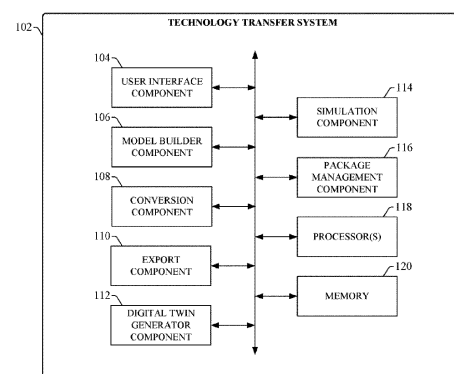 TECHNOLOGY TRANSFER SYSTEM
102
104
USER INTERFACE
COMPONENT
106
MODEL BUILDER
COMPONENT
108
CONVERSION
COMPONENT
110
EXPORT
COMPONENT
112
DIGITAL TWIN
GENERATOR
COMPONENT
114
SIMULATION
COMPONENT
116
PACKAGE
MANAGEMENT
COMPONENT
118
PROCESSOR(S)
120
MEMORY